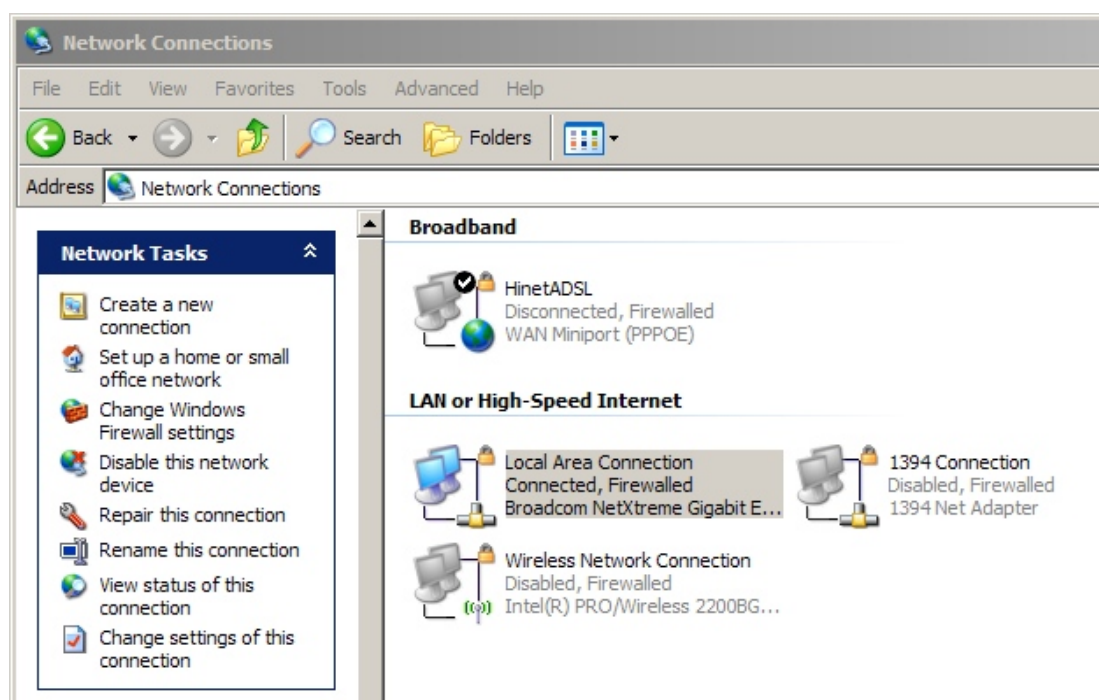 Network Connections
File Edit View Favorites Tools Advanced Help
Back Search Folders
Address Network Connections
Network Tasks
Create a new
connection
Set up a home or small
office network
Change Windows
Firewall settings
Disable this network
device
Repair this connection
Rename this connection
View status of this
connection
Change settings of this
connection
Broadband
HinetADSL
Disconnected, Firewalled
WAN Miniport (PPPOE)
LAN or High-Speed Internet
Local Area Connection
Connected, Firewalled
Broadcom NetXtreme Gigabit E...
1394 Connection
Disabled, Firewalled
1394 Net Adapter
Wireless Network Connection
Disabled, Firewalled
Intel(R) PRO/Wireless 2200BG...